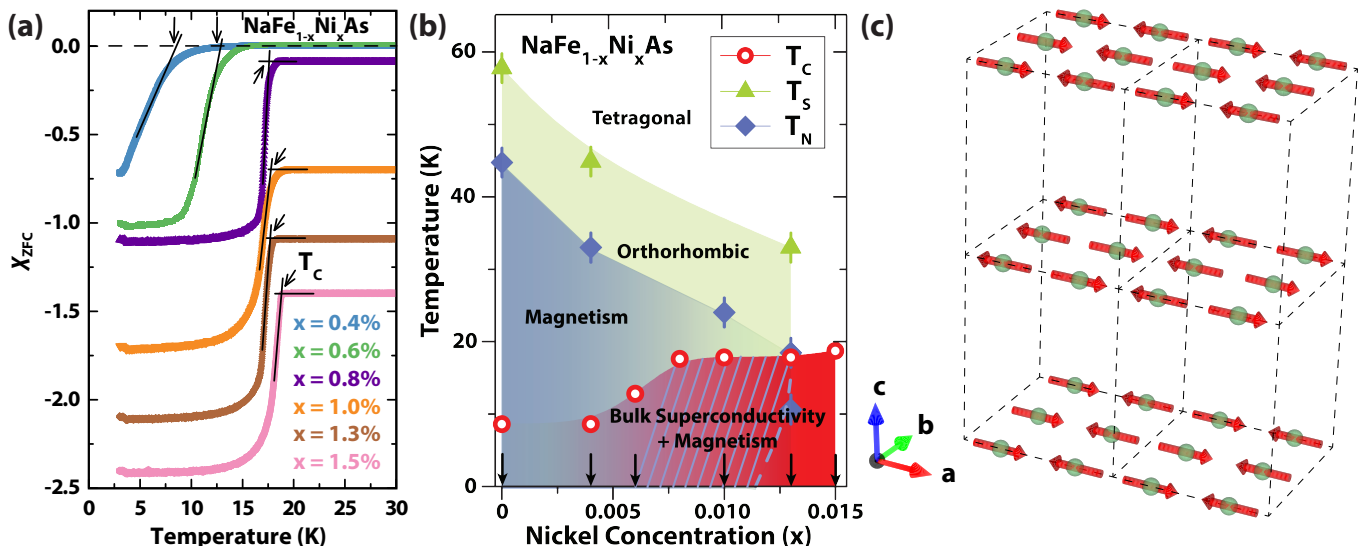 (a)
NaFe1-xNixAs
0.0
-0.5
-1.0
-1.5
-2.0
-2.5
χZFC
TC
x = 0.4%
x = 0.6%
x = 0.8%
x = 1.0%
x = 1.3%
x = 1.5%
0 5 10 15 20 25 30
Temperature (K)
(b)
NaFe1-xNixAs
TC
TS
TN
Tetragonal
Orthorhombic
Magnetism
Bulk Superconductivity
+ Magnetism
60
40
20
0
Temperature (K)
0 0.005 0.010 0.015
Nickel Concentration (x)
(c)
c
b
a